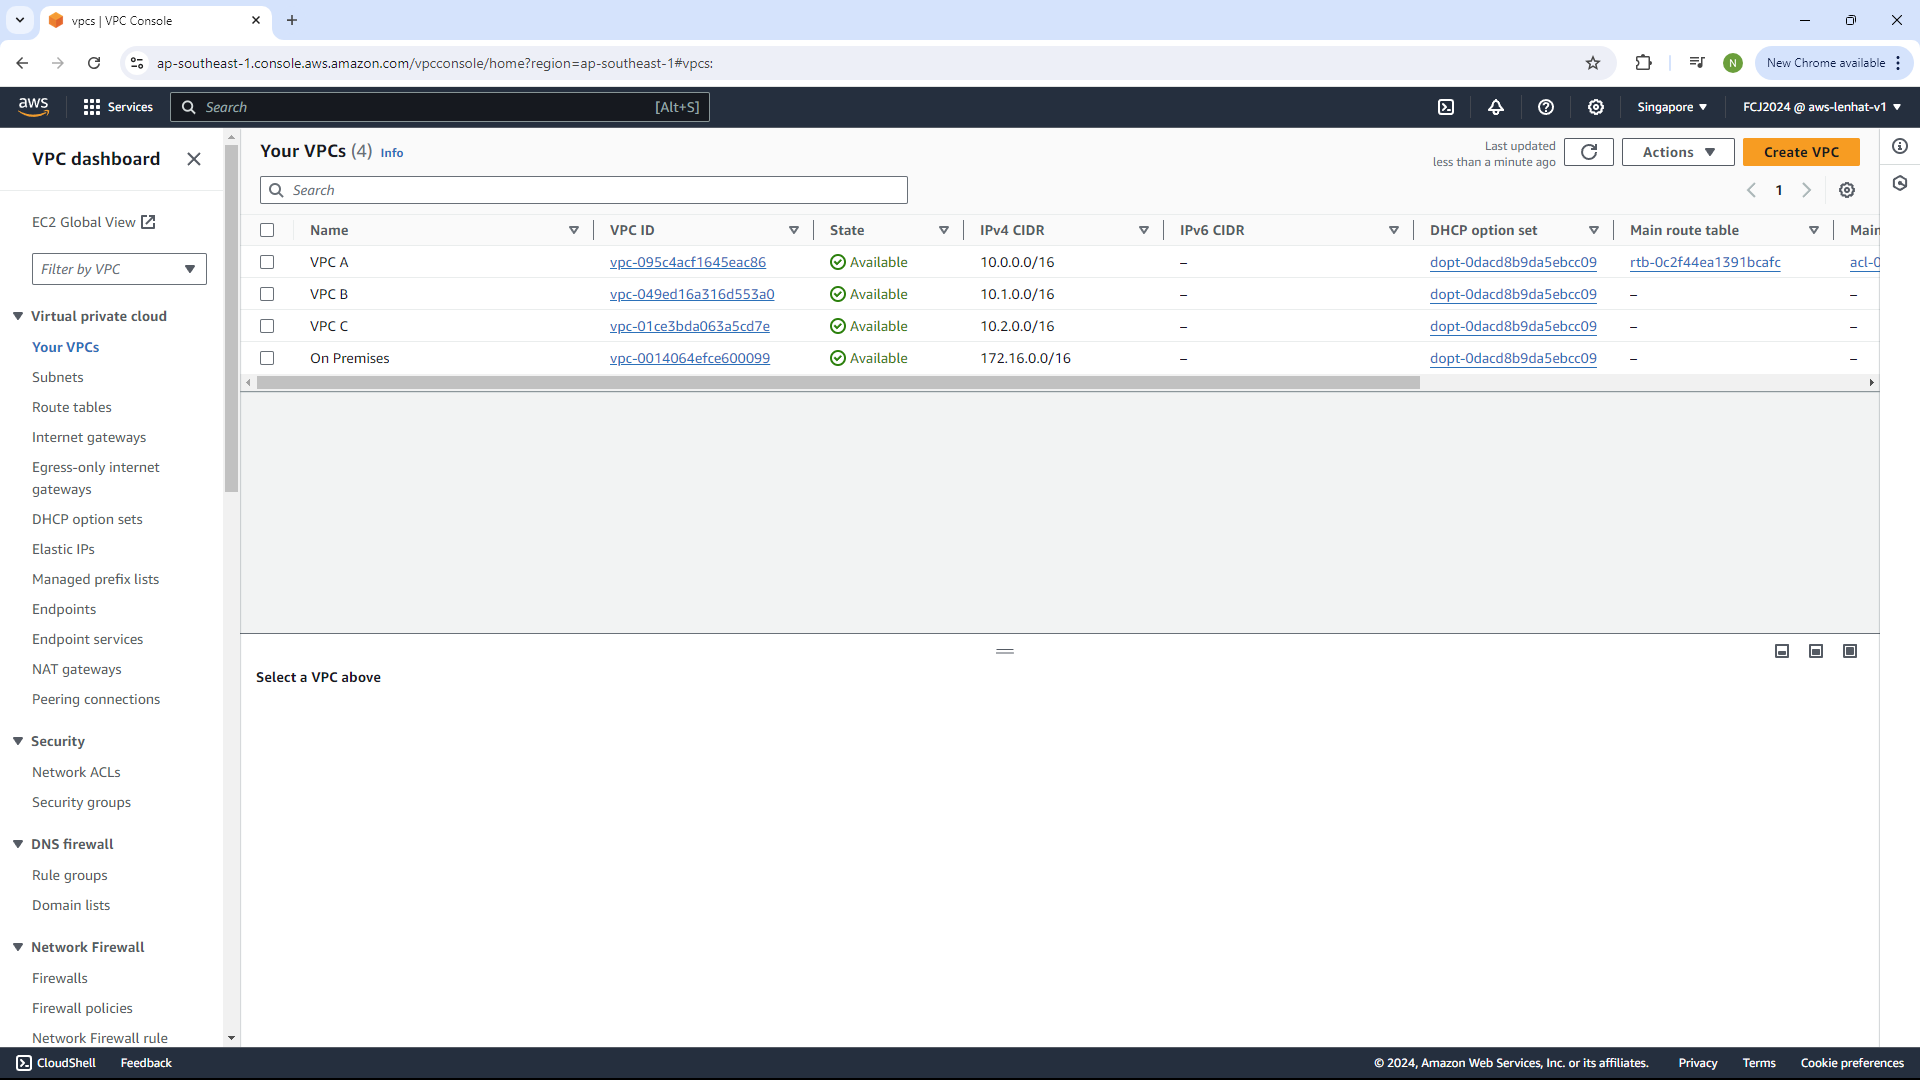 vpcs | VPC Console
ap-southeast-1.console.aws.amazon.com/vpcconsole/home?region=ap-southeast-1#vpcs:
N
New Chrome available
aws
Services
Search
[Alt+S]
Singapore
FCJ2024 @ aws-lenhat-v1
VPC dashboard
EC2 Global View
Filter by VPC
Virtual private cloud
Your VPCs
Subnets
Route tables
Internet gateways
Egress-only internet
gateways
DHCP option sets
Elastic IPs
Managed prefix lists
Endpoints
Endpoint services
NAT gateways
Peering connections
Security
Network ACLs
Security groups
DNS firewall
Rule groups
Domain lists
Network Firewall
Firewalls
Firewall policies
Network Firewall rule
Your VPCs (4) Info
Last updated
less than a minute ago
Actions
Create VPC
Search
1
Name VPC ID State IPv4 CIDR IPv6 CIDR DHCP option set Main route table Main
VPC A vpc-095c4acf1645eac86 Available 10.0.0.0/16 – dopt-0dacd8b9da5ebcc09 rtb-0c2f44ea1391bcafc acl-0
VPC B vpc-049ed16a316d553a0 Available 10.1.0.0/16 – dopt-0dacd8b9da5ebcc09 – –
VPC C vpc-01ce3bda063a5cd7e Available 10.2.0.0/16 – dopt-0dacd8b9da5ebcc09 – –
On Premises vpc-0014064efce600099 Available 172.16.0.0/16 – dopt-0dacd8b9da5ebcc09 – –
Select a VPC above
CloudShell
Feedback
© 2024, Amazon Web Services, Inc. or its affiliates.
Privacy
Terms
Cookie preferences